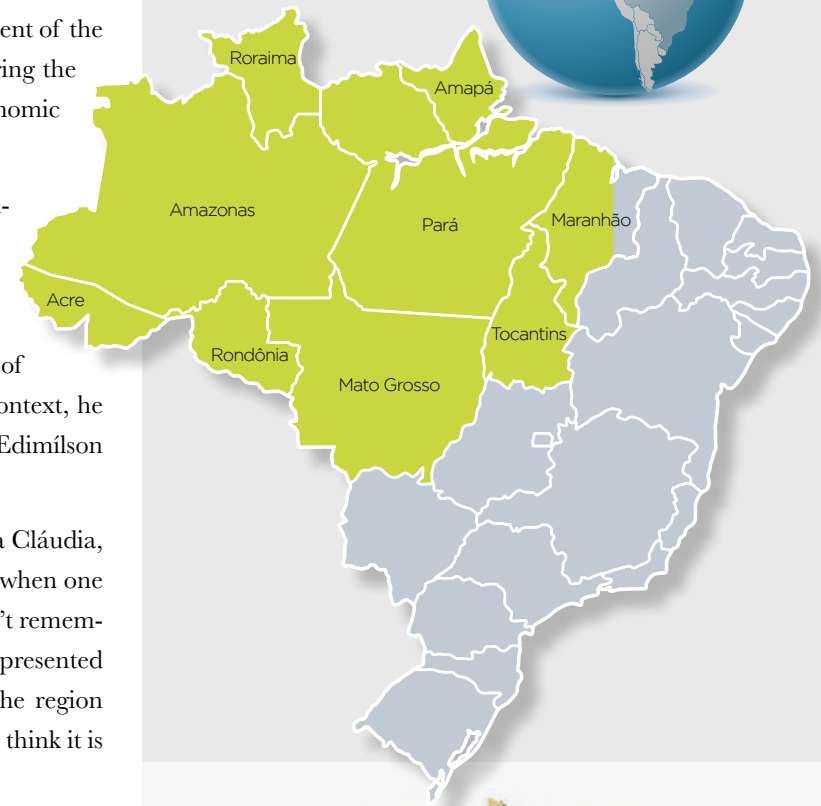 ent of the
ring the
nomic
-
of
ontext, he
Edimílson
a Cláudia,
when one
't remem-
presented
he region
think it is
Roraima
Amapá
Amazonas
Pará
Maranhão
Acre
Tocantins
Rondônia
Mato Grosso